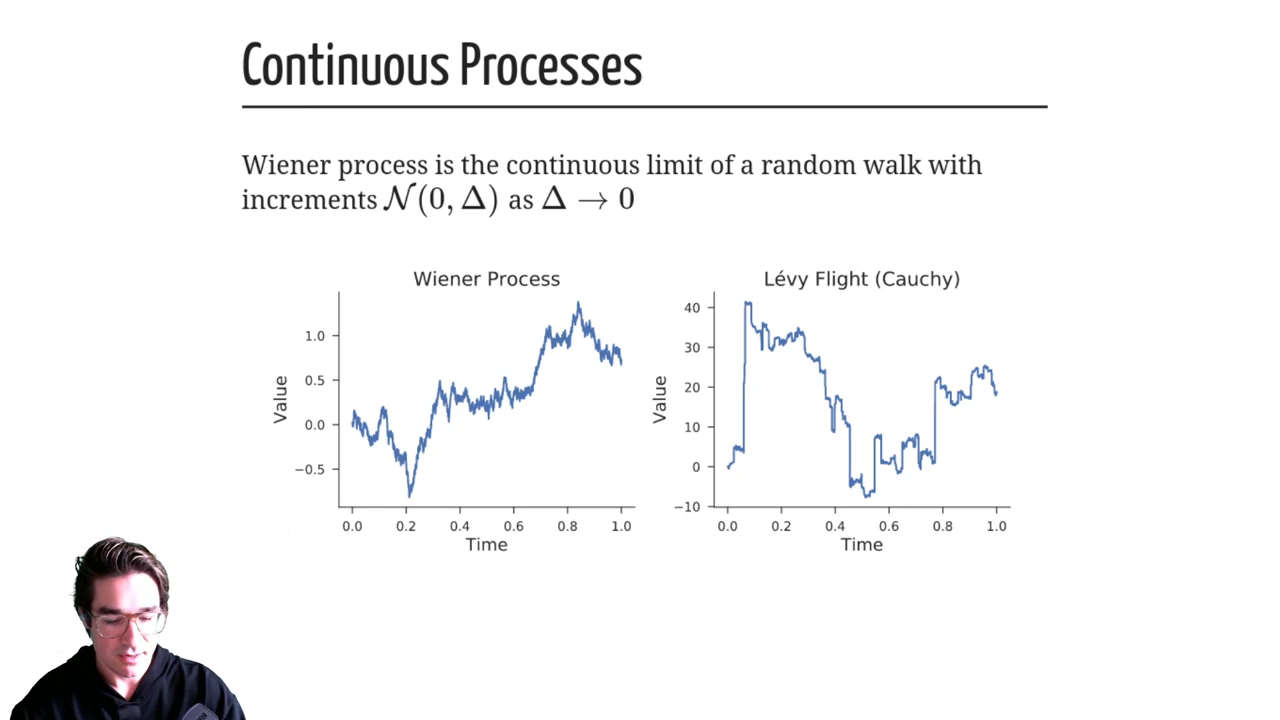 Continuous Processes
Wiener process is the continuous limit of a random walk with
increments 𝒩(0, Δ) as Δ → 0
Wiener Process
1.0
0.5
0.0
−0.5
Value
0.0 0.2 0.4 0.6 0.8 1.0
Time
Lévy Flight (Cauchy)
40
30
20
10
0
−10
Value
0.0 0.2 0.4 0.6 0.8 1.0
Time